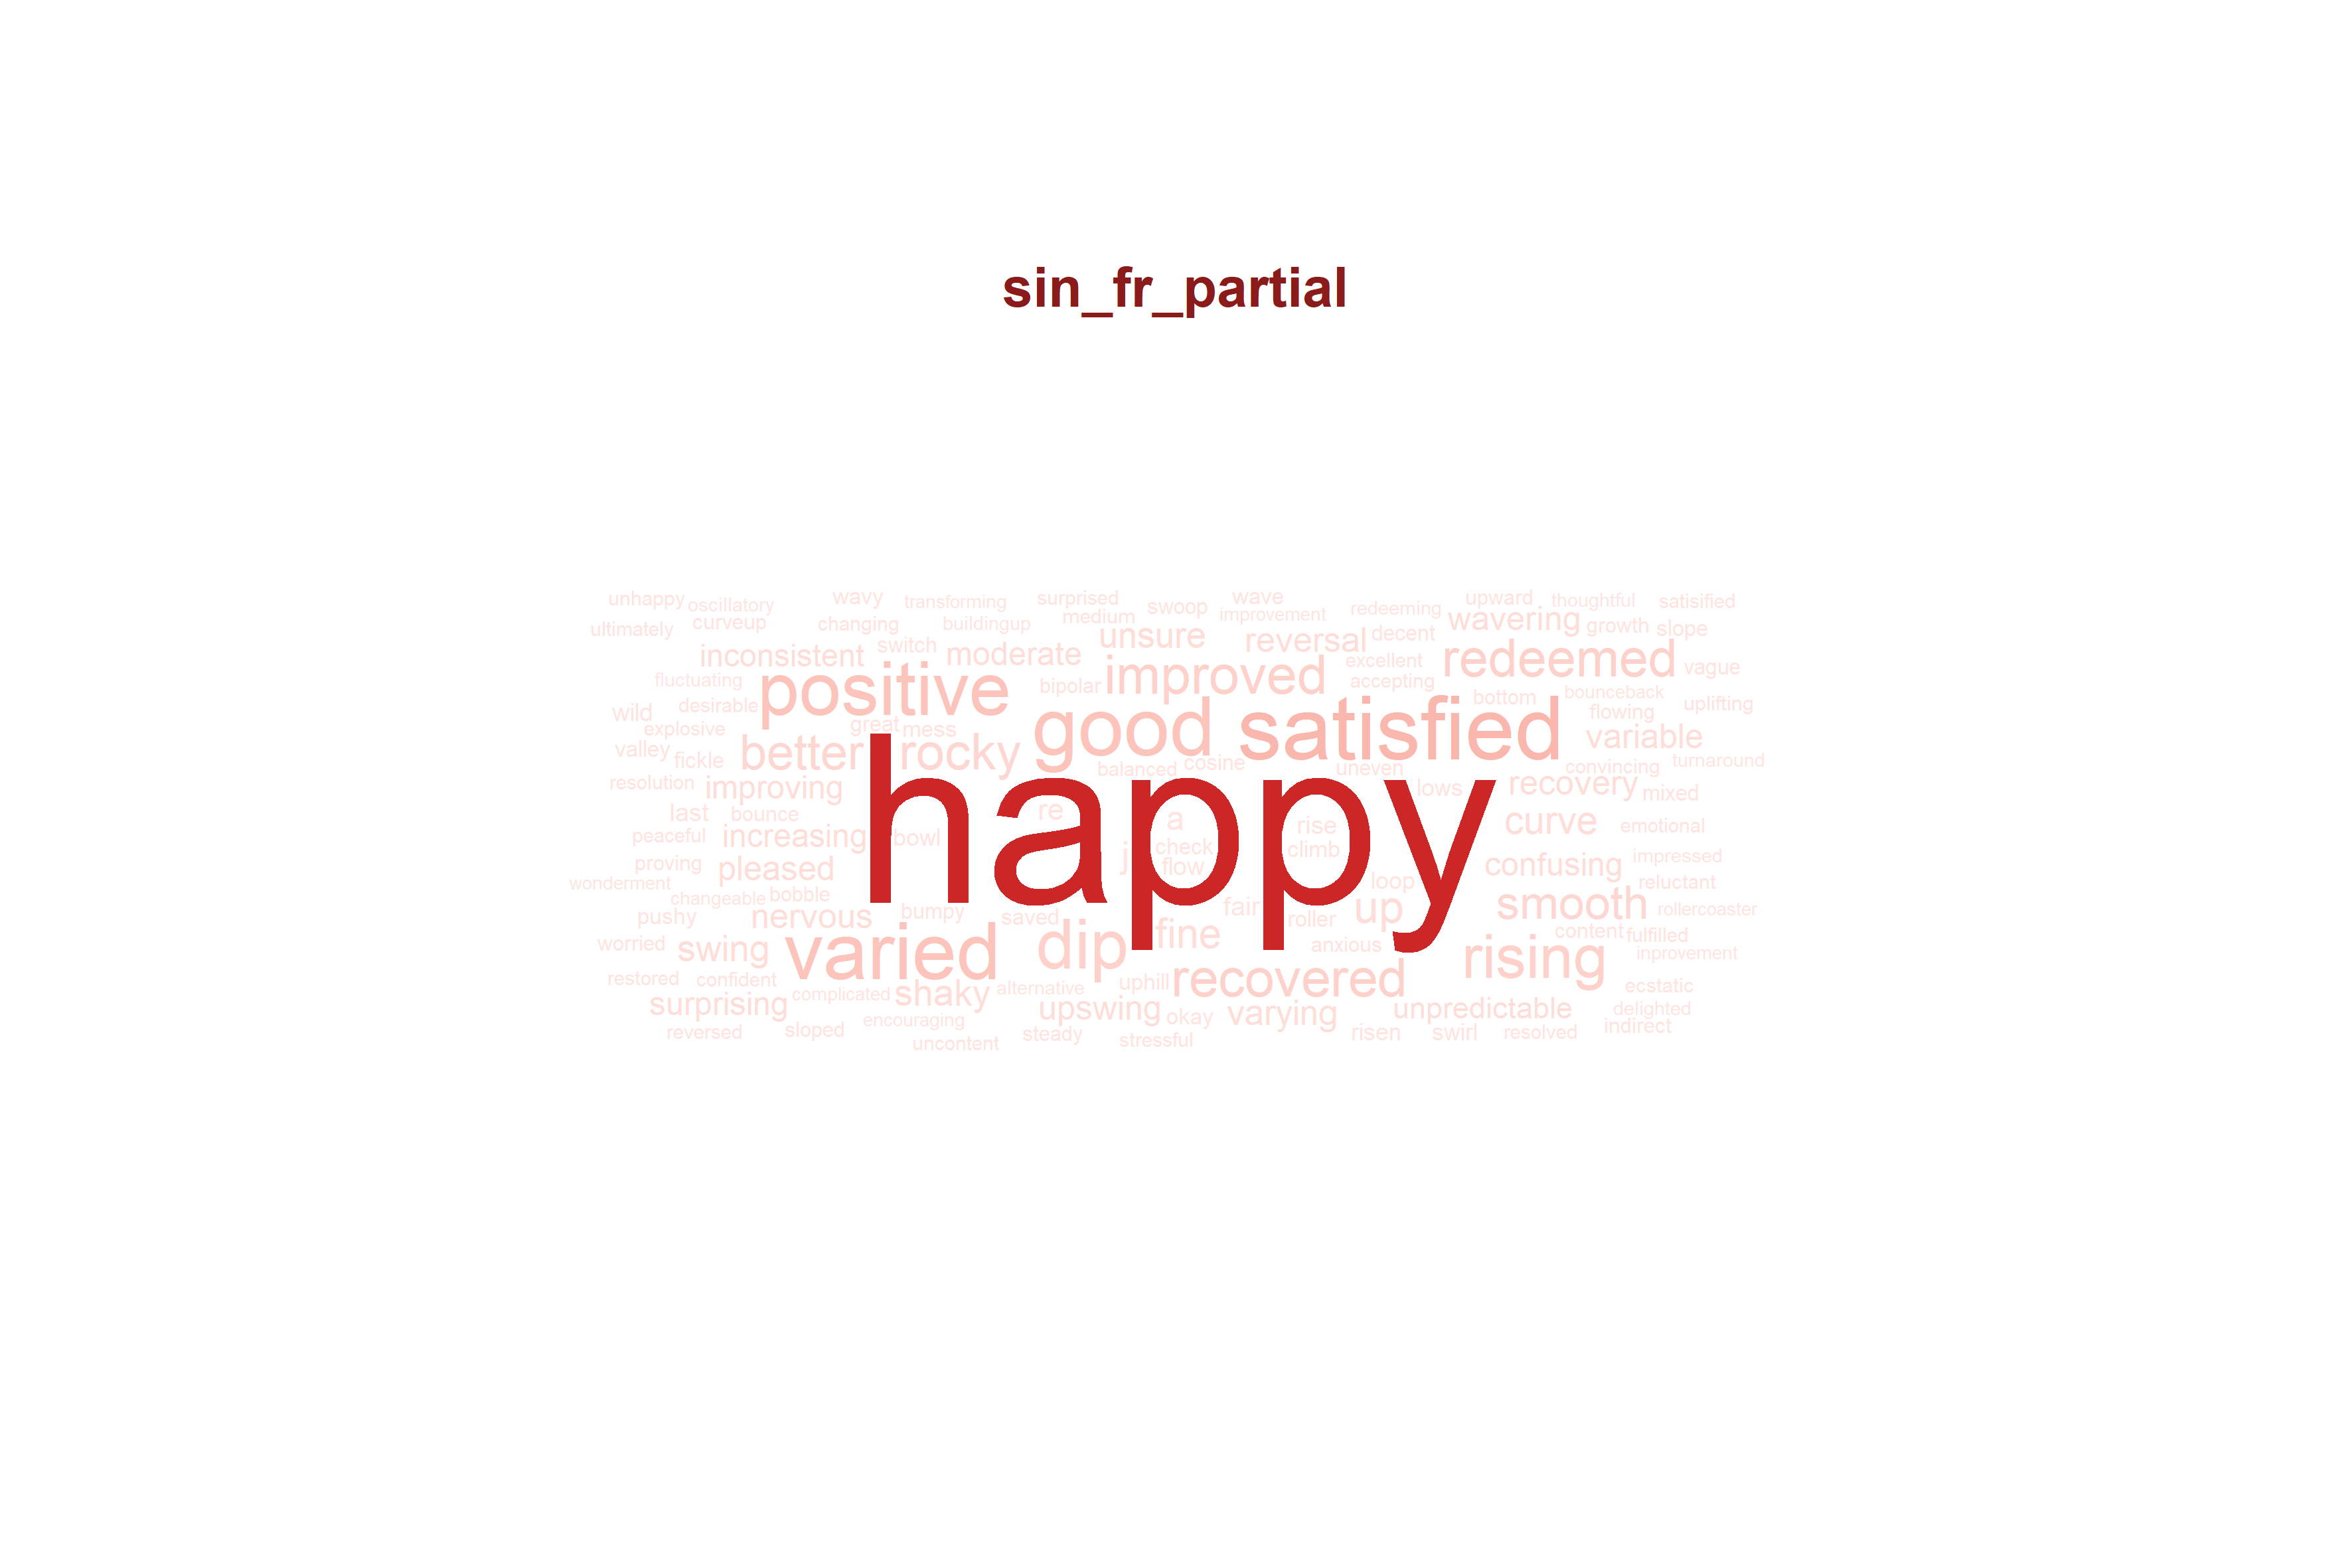 sin_fr_partial
unhappy oscillatory wavy transforming surprised swoop wave improvement redeeming upward thoughtful satisified
ultimately curveup changing buildingup medium unsure reversal decent wavering growth slope
inconsistent switch moderate improved excellent redeemed vague
fluctuating positive bipolar accepting bottom bounceback uplifting
wild desirable great mess good satisfied flowing variable
explosive valley fickle better rocky balanced cosine uneven convincing turnaround
resolution improving happy lows recovery mixed
last bounce re a rise curve emotional
peaceful increasing bowl j check climb confusing impressed
proving pleased flow loop reluctant
wonderment changeable bobble bumpy saved fair roller up smooth rollercoaster
pushy nervous fine anxious content fulfilled
worried swing varied dip rising inprovement
restored confident complicated shaky alternative uphill recovered ecstatic
surprising encouraging upswing okay varying unpredictable delighted
reversed sloped uncontent steady stressful risen swirl resolved indirect